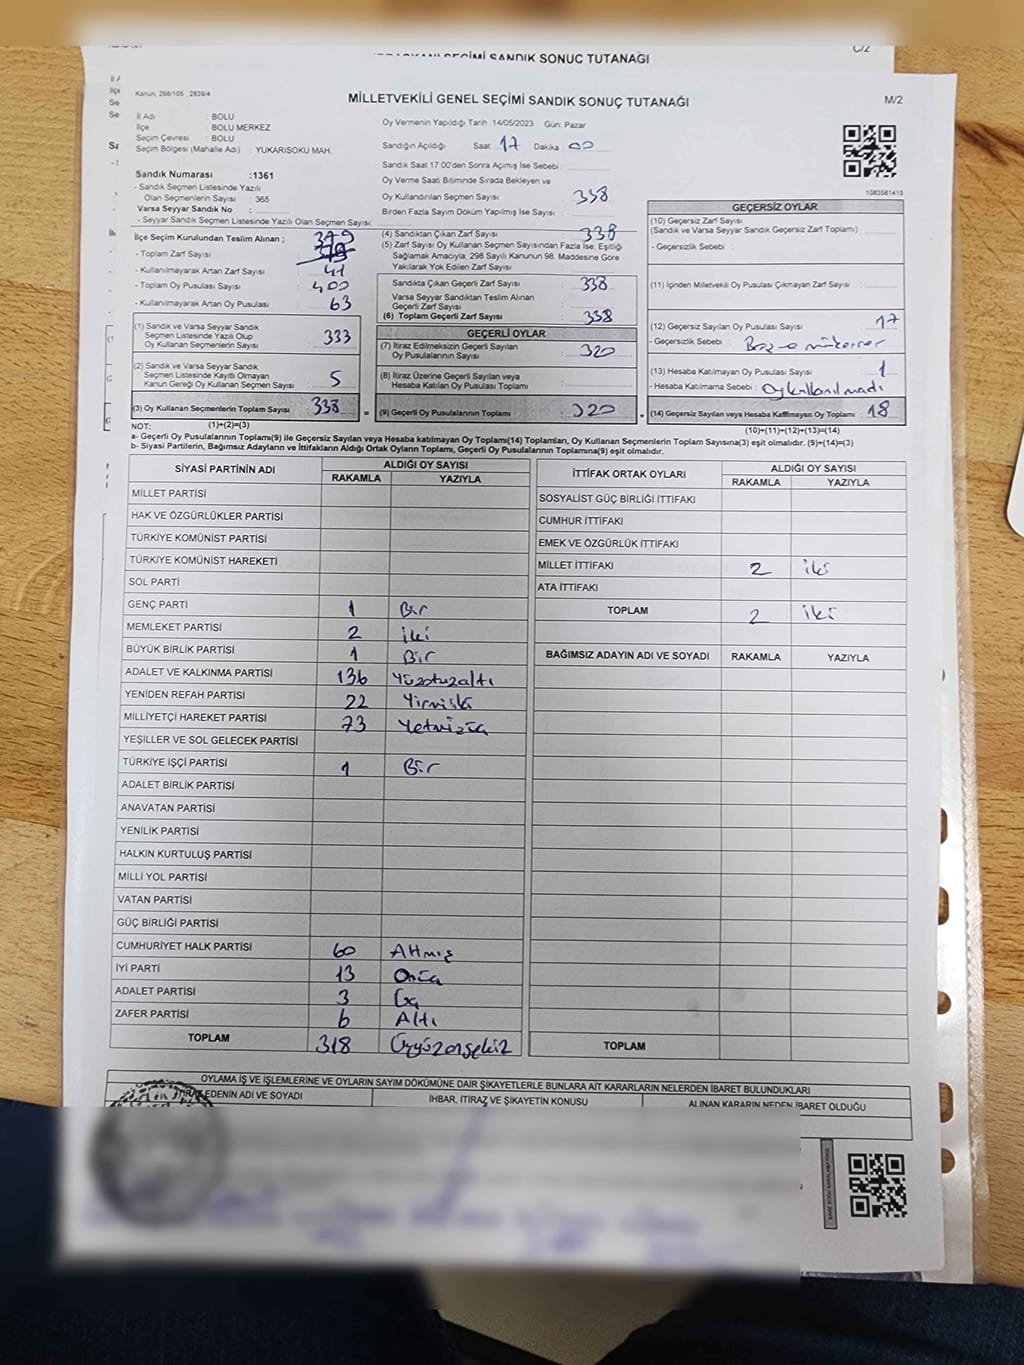 C/2
SEÇİMİ SANDIK SONUÇ TUTANAĞI
Kanun; 298/105 , 2839/4
MİLLETVEKİLİ GENEL SEÇİMİ SANDIK SONUÇ TUTANAĞI
M/2
İl Adı : BOLU
İlçe : BOLU MERKEZ
Seçim Çevresi : BOLU
Seçim Bölgesi (Mahalle Adı) : YUKARISOKU MAH.
Oy Vermenin Yapıldığı Tarih :14/05/2023 Gün: Pazar
Sandığın Açıldığı Saat: 17 Dakika 00
Sandık Saat 17:00'den Sonra Açımış İse Sebebi :
Oy Verme Saati Bitiminde Sırada Bekleyen ve
Oy Kullandırılan Seçmen Sayısı : 338
Birden Fazla Sayım Döküm Yapılmış İse Sayısı :
1083581415
Sandık Numarası :1361
- Sandık Seçmen Listesinde Yazılı
Olan Seçmenlerin Sayısı : 365
Varsa Seyyar Sandık No :
- Seyyar Sandık Seçmen Listesinde Yazılı Olan Seçmen Sayısı:
İlçe Seçim Kurulundan Teslim Alınan ; 379
- Toplam Zarf Sayısı
- Kullanılmayarak Artan Zarf Sayısı : 41
- Toplam Oy Pusulası Sayısı : 400
- Kullanılmayarak Artan Oy Pusulası : 63
(1) Sandık ve Varsa Seyyar Sandık
Seçmen Listesinde Yazılı Olup
Oy Kullanan Seçmenlerin Sayısı : 333
(2) Sandık ve Varsa Seyyar Sandık
Seçmen Listesinde Kayıtlı Olmayan
Kanun Gereği Oy Kullanan Seçmen Sayısı : 5
(3) Oy Kullanan Seçmenlerin Toplam Sayısı : 338
(1)+(2)=(3)
(4) Sandıktan Çıkan Zarf Sayısı : 338
(5) Zarf Sayısı Oy Kullanan Seçmen Sayısından Fazla İse, Eşitliği
Sağlamak Amacıyla, 298 Sayılı Kanunun 98. Maddesine Göre
Yakılarak Yok Edilen Zarf Sayısı :
Sandıkta Çıkan Geçerli Zarf Sayısı : 338
Varsa Seyyar Sandıktan Teslim Alınan
Geçerli Zarf Sayısı :
(6) Toplam Geçerli Zarf Sayısı : 338
GEÇERLİ OYLAR
(7) İtiraz Edilmeksizin Geçerli Sayılan
Oy Pusulalarının Sayısı : 320
(8) İtiraz Üzerine Geçerli Sayılan veya
Hesaba Katılan Oy Pusulası Toplamı :
= (9) Geçerli Oy Pusulalarının Toplamı : 320
GEÇERSİZ OYLAR
(10) Geçersiz Zarf Sayısı
(Sandık ve Varsa Seyyar Sandık Geçersiz Zarf Toplamı) :
- Geçersizlik Sebebi :
(11) İçinden Milletvekili Oy Pusulası Çıkmayan Zarf Sayısı :
(12) Geçersiz Sayılan Oy Pusulası Sayısı : 17
- Geçersizlik Sebebi :
(13) Hesaba Katılmayan Oy Pusulası Sayısı : 1
- Hesaba Katılmama Sebebi : Oy kullanılmadı
(14) Geçersiz Sayılan veya Hesaba Katılmayan Oy Toplamı : 18
(10)+(11)+(12)+(13)=(14)
NOT:
a- Geçerli Oy Pusulalarının Toplamı(9) ile Geçersiz Sayılan veya Hesaba katılmayan Oy Toplamı(14) Toplamları, Oy Kullanan Seçmenlerin Toplam Sayısına(3) eşit olmalıdır. (9)+(14)=(3)
b- Siyasi Partilerin, Bağımsız Adayların ve İttifakların Aldığı Ortak Oyların Toplamı, Geçerli Oy Pusulalarının Toplamına(9) eşit olmalıdır.
SİYASİ PARTİNİN ADI ALDIĞI OY SAYISI
RAKAMLA YAZIYLA
MİLLET PARTİSİ
HAK VE ÖZGÜRLÜKLER PARTİSİ
TÜRKİYE KOMÜNİST PARTİSİ
TÜRKİYE KOMÜNİST HAREKETİ
SOL PARTİ
GENÇ PARTİ 1 Bir
MEMLEKET PARTİSİ 2 iki
BÜYÜK BİRLİK PARTİSİ 1 Bir
ADALET VE KALKINMA PARTİSİ 136 Yüzotuzaltı
YENİDEN REFAH PARTİSİ 22 Yirmiiki
MİLLİYETÇİ HAREKET PARTİSİ 73 Yetmişüç
YEŞİLLER VE SOL GELECEK PARTİSİ
TÜRKİYE İŞÇİ PARTİSİ 1 Bir
ADALET BİRLİK PARTİSİ
ANAVATAN PARTİSİ
YENİLİK PARTİSİ
HALKIN KURTULUŞ PARTİSİ
MİLLİ YOL PARTİSİ
VATAN PARTİSİ
GÜÇ BİRLİĞİ PARTİSİ
CUMHURİYET HALK PARTİSİ 60 Altmış
İYİ PARTİ 13 Onüç
ADALET PARTİSİ 3 Üç
ZAFER PARTİSİ 6 Altı
TOPLAM 318 Üçyüzonsekiz
İTTİFAK ORTAK OYLARI ALDIĞI OY SAYISI
RAKAMLA YAZIYLA
SOSYALİST GÜÇ BİRLİĞİ İTTİFAKI
CUMHUR İTTİFAKI
EMEK VE ÖZGÜRLÜK İTTİFAKI
MİLLET İTTİFAKI 2 iki
ATA İTTİFAKI
TOPLAM 2 iki
BAĞIMSIZ ADAYIN ADI VE SOYADI RAKAMLA YAZIYLA
TOPLAM
OYLAMA İŞ VE İŞLEMLERİNE VE OYLARIN SAYIM DÖKÜMÜNE DAİR ŞİKAYETLERLE BUNLARA AİT KARARLARIN NELERDEN İBARET BULUNDUKLARI
EDENİN ADI VE SOYADI İHBAR, İTİRAZ VE ŞİKAYETİN KONUSU ALINAN KARARIN NEDEN İBARET OLDUĞU